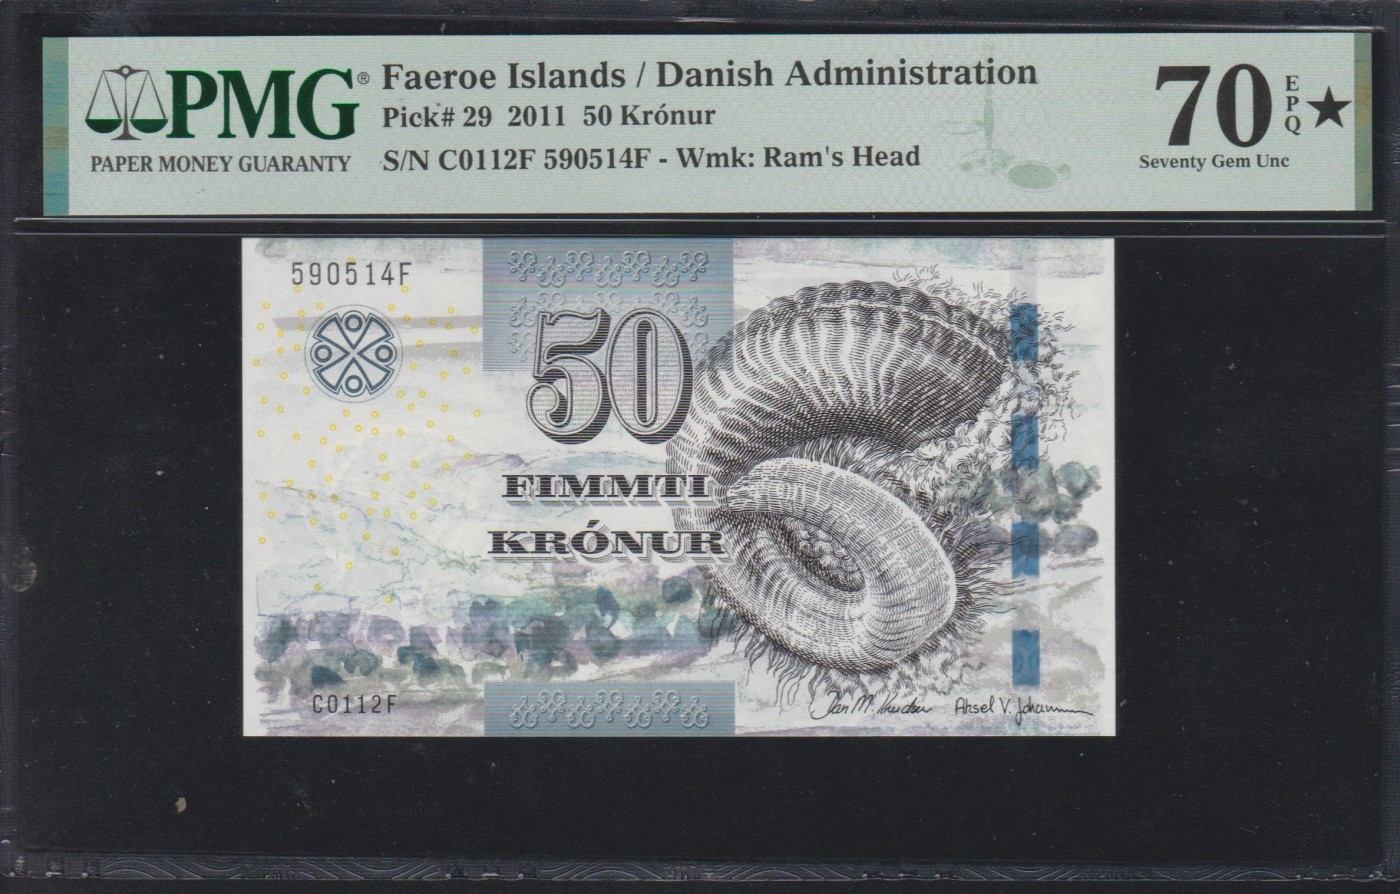 PMG®
PAPER MONEY GUARANTY
Faeroe Islands / Danish Administration
Pick# 29 2011 50 Krónur
S/N C0112F 590514F - Wmk: Ram's Head
70 EPQ ★
Seventy Gem Unc
590514F
50
FIMMTI
KRÓNUR
C0112F
Aksel V.